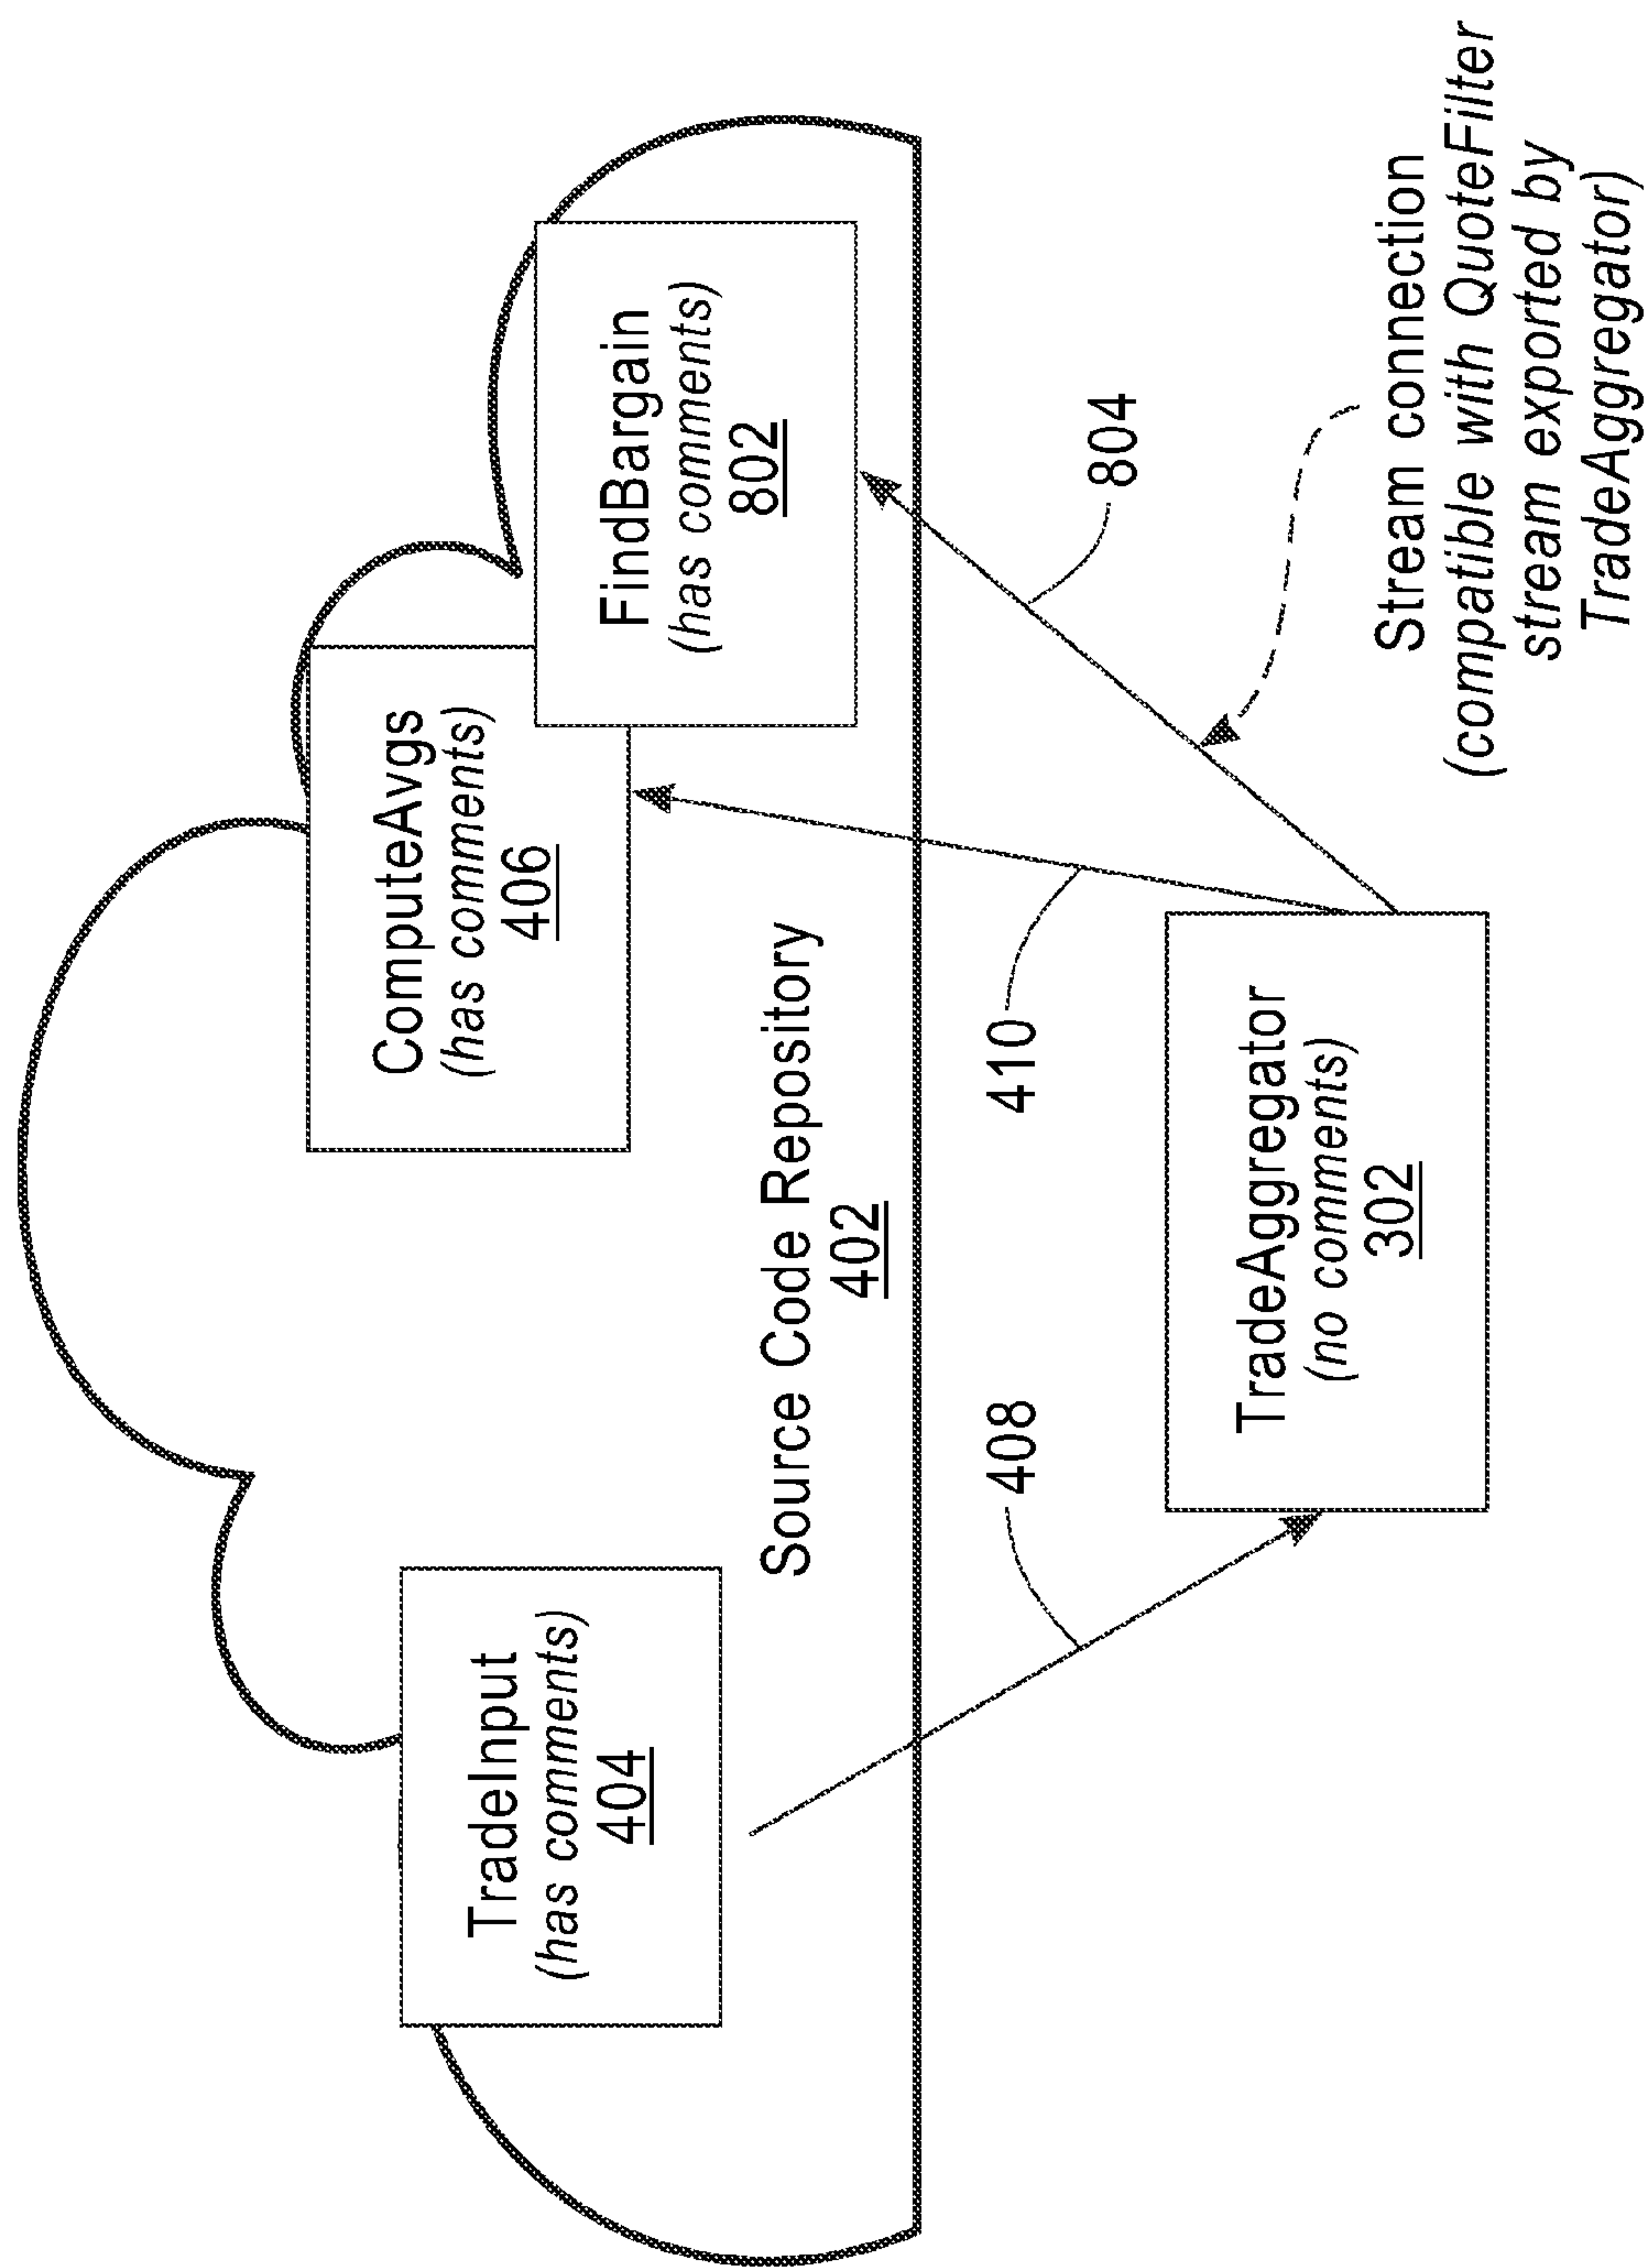 TradeInput
(has comments)
404
ComputeAvgs
(has comments)
406
FindBargain
(has comments)
802
Source Code Repository
402
408
410
804
TradeAggregator
(no comments)
302
Stream connection
(compatible with QuoteFilter
stream exported by
TradeAggregator)